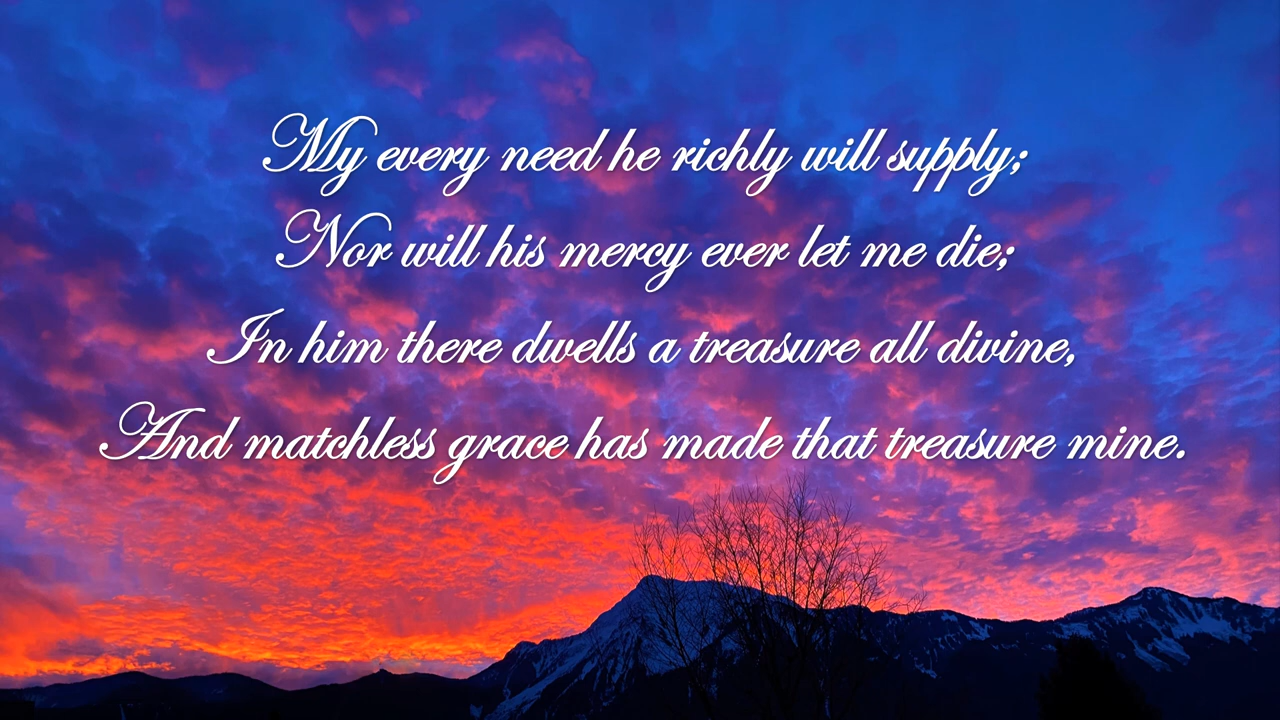 My every need he richly will supply;
Nor will his mercy ever let me die;
In him there dwells a treasure all divine,
And matchless grace has made that treasure mine.